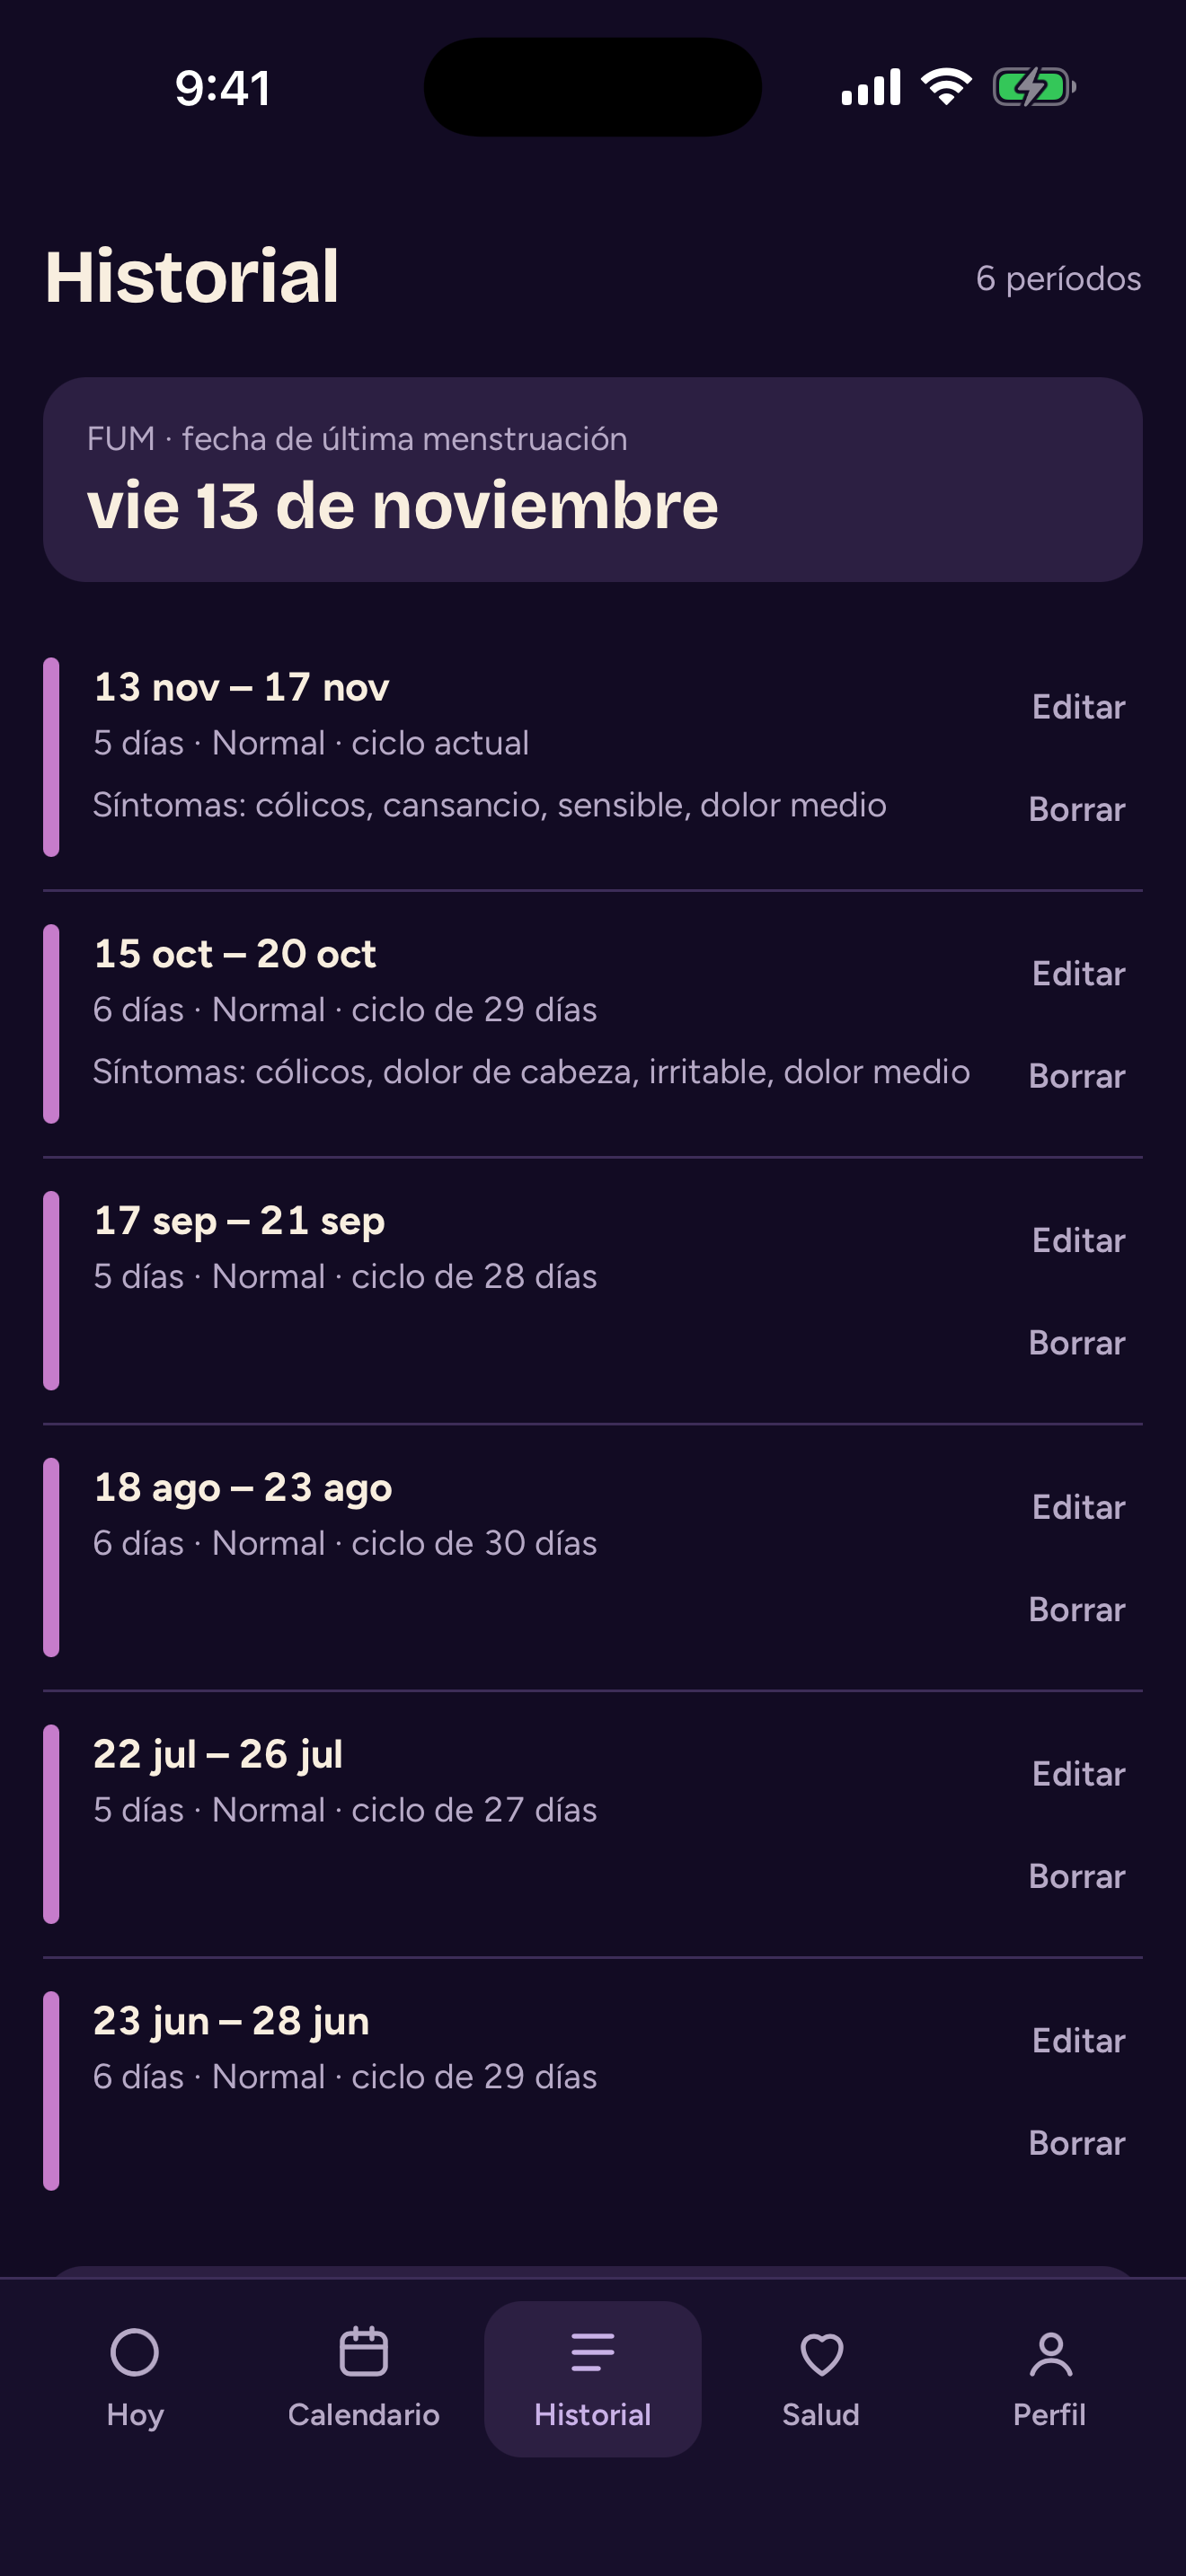 9:41
Historial
6 períodos
FUM · fecha de última menstruación
vie 13 de noviembre
13 nov – 17 nov
5 días · Normal · ciclo actual
Síntomas: cólicos, cansancio, sensible, dolor medio
Editar
Borrar
15 oct – 20 oct
6 días · Normal · ciclo de 29 días
Síntomas: cólicos, dolor de cabeza, irritable, dolor medio
Editar
Borrar
17 sep – 21 sep
5 días · Normal · ciclo de 28 días
Editar
Borrar
18 ago – 23 ago
6 días · Normal · ciclo de 30 días
Editar
Borrar
22 jul – 26 jul
5 días · Normal · ciclo de 27 días
Editar
Borrar
23 jun – 28 jun
6 días · Normal · ciclo de 29 días
Editar
Borrar
Hoy
Calendario
Historial
Salud
Perfil